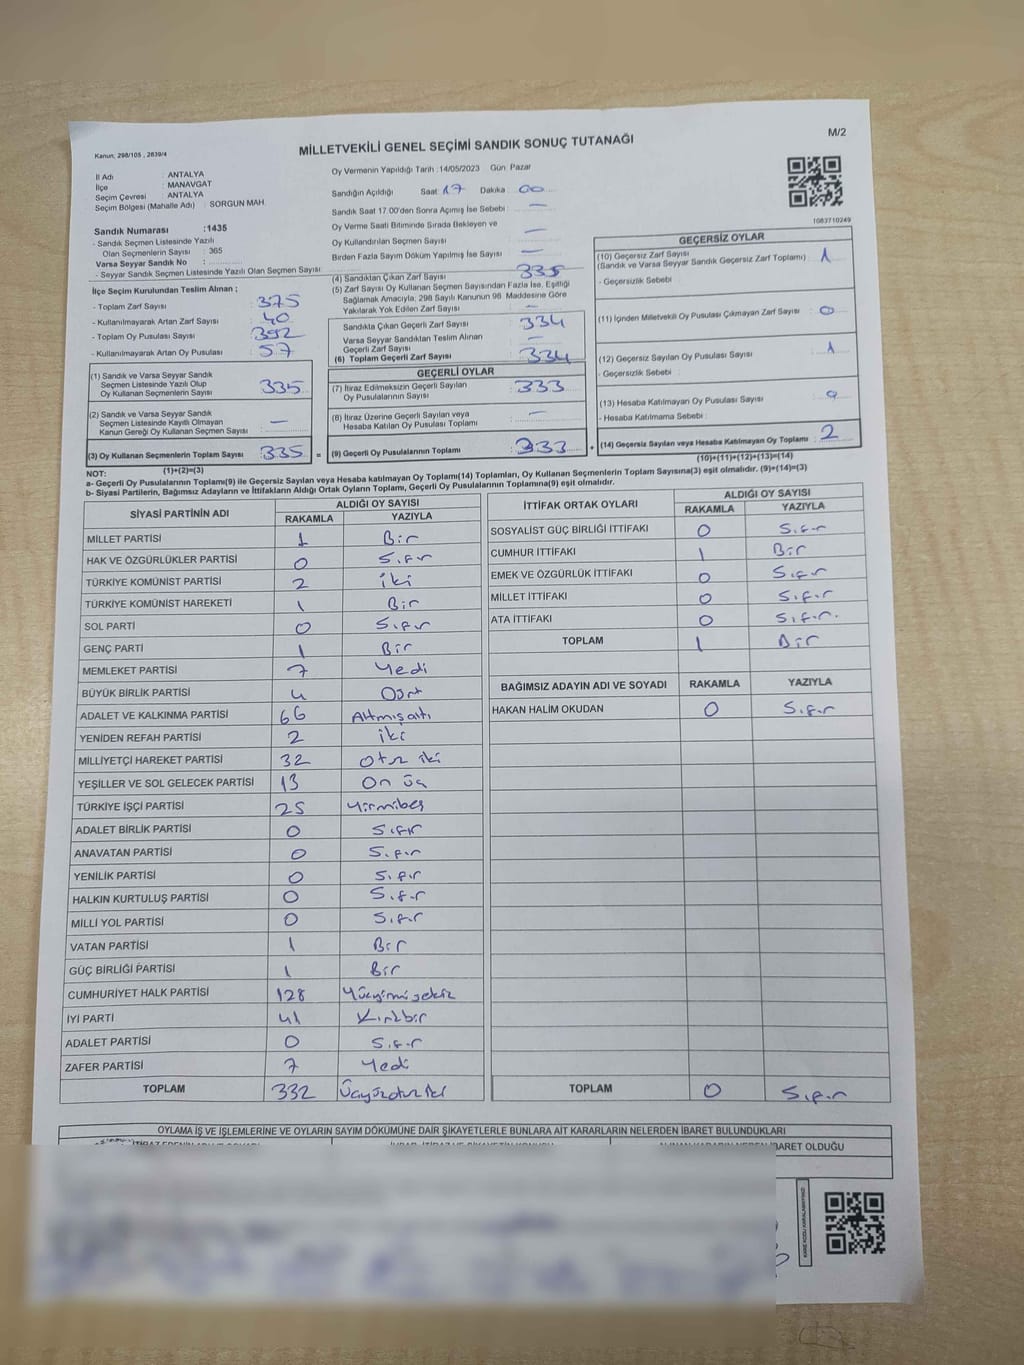 M/2
Kanun; 298/105 , 2839/4
MİLLETVEKİLİ GENEL SEÇİMİ SANDIK SONUÇ TUTANAĞI
İl Adı : ANTALYA
İlçe : MANAVGAT
Seçim Çevresi : ANTALYA
Seçim Bölgesi (Mahalle Adı) : SORGUN MAH.
Sandık Numarası :1435
- Sandık Seçmen Listesinde Yazılı
Olan Seçmenlerin Sayısı : 365
Varsa Seyyar Sandık No :
- Seyyar Sandık Seçmen Listesinde Yazılı Olan Seçmen Sayısı
Oy Vermenin Yapıldığı Tarih :14/05/2023 Gün Pazar
Sandığın Açıldığı Saat 17 Dakika 00
Sandık Saat 17.00'den Sonra Açımış İse Sebebi : —
Oy Verme Saati Bitiminde Sırada Bekleyen ve
Oy Kullandırılan Seçmen Sayısı —
Birden Fazla Sayım Döküm Yapılmış İse Sayısı —
1083710249
İlçe Seçim Kurulundan Teslim Alınan ;
- Toplam Zarf Sayısı : 375
- Kullanılmayarak Artan Zarf Sayısı : 40
- Toplam Oy Pusulası Sayısı : 392
- Kullanılmayarak Artan Oy Pusulası : 57
(4) Sandıktan Çıkan Zarf Sayısı 335
(5) Zarf Sayısı Oy Kullanan Seçmen Sayısından Fazla İse, Eşitliği
Sağlamak Amacıyla, 298 Sayılı Kanunun 98. Maddesine Göre
Yakılarak Yok Edilen Zarf Sayısı : —
Sandıkta Çıkan Geçerli Zarf Sayısı 334
Varsa Seyyar Sandıktan Teslim Alınan
Geçerli Zarf Sayısı —
(6) Toplam Geçerli Zarf Sayısı 334
GEÇERLİ OYLAR
(1) Sandık ve Varsa Seyyar Sandık
Seçmen Listesinde Yazılı Olup
Oy Kullanan Seçmenlerin Sayısı 335
(2) Sandık ve Varsa Seyyar Sandık
Seçmen Listesinde Kayıtlı Olmayan
Kanun Gereği Oy Kullanan Seçmen Sayısı —
(3) Oy Kullanan Seçmenlerin Toplam Sayısı 335
(7) İtiraz Edilmeksizin Geçerli Sayılan
Oy Pusulalarının Sayısı 333
(8) İtiraz Üzerine Geçerli Sayılan veya
Hesaba Katılan Oy Pusulası Toplamı —
= (9) Geçerli Oy Pusulalarının Toplamı 333
GEÇERSİZ OYLAR
(10) Geçersiz Zarf Sayısı
(Sandık ve Varsa Seyyar Sandık Geçersiz Zarf Toplamı) 1
- Geçersizlik Sebebi
(11) İçinden Milletvekili Oy Pusulası Çıkmayan Zarf Sayısı 0
(12) Geçersiz Sayılan Oy Pusulası Sayısı 1
- Geçersizlik Sebebi
(13) Hesaba Katılmayan Oy Pusulası Sayısı 0
- Hesaba Katılmama Sebebi
+ (14) Geçersiz Sayılan veya Hesaba Katılmayan Oy Toplamı 2
NOT: (1)+(2)=(3) (10)+(11)+(12)+(13)=(14)
a- Geçerli Oy Pusulalarının Toplamı(9) ile Geçersiz Sayılan veya Hesaba katılmayan Oy Toplamı(14) Toplamları, Oy Kullanan Seçmenlerin Toplam Sayısına(3) eşit olmalıdır. (9)+(14)=(3)
b- Siyasi Partilerin, Bağımsız Adayların ve İttifakların Aldığı Ortak Oyların Toplamı, Geçerli Oy Pusulalarının Toplamına(9) eşit olmalıdır.
SİYASİ PARTİNİN ADI ALDIĞI OY SAYISI
RAKAMLA YAZIYLA
MİLLET PARTİSİ 1 Bir
HAK VE ÖZGÜRLÜKLER PARTİSİ 0 Sıfır
TÜRKİYE KOMÜNİST PARTİSİ 2 iki
TÜRKİYE KOMÜNİST HAREKETİ 1 Bir
SOL PARTİ 0 Sıfır
GENÇ PARTİ 1 Bir
MEMLEKET PARTİSİ 7 Yedi
BÜYÜK BİRLİK PARTİSİ 4 Dört
ADALET VE KALKINMA PARTİSİ 66 Altmışaltı
YENİDEN REFAH PARTİSİ 2 iki
MİLLİYETÇİ HAREKET PARTİSİ 32 Otuz iki
YEŞİLLER VE SOL GELECEK PARTİSİ 13 On üç
TÜRKİYE İŞÇİ PARTİSİ 25 Yirmibeş
ADALET BİRLİK PARTİSİ 0 Sıfır
ANAVATAN PARTİSİ 0 Sıfır
YENİLİK PARTİSİ 0 Sıfır
HALKIN KURTULUŞ PARTİSİ 0 Sıfır
MİLLİ YOL PARTİSİ 0 Sıfır
VATAN PARTİSİ 1 Bir
GÜÇ BİRLİĞİ PARTİSİ 1 Bir
CUMHURİYET HALK PARTİSİ 128 Yüzyirmisekiz
İYİ PARTİ 41 Kırkbir
ADALET PARTİSİ 0 Sıfır
ZAFER PARTİSİ 7 Yedi
TOPLAM 332 Üçyüzotuziki
İTTİFAK ORTAK OYLARI ALDIĞI OY SAYISI
RAKAMLA YAZIYLA
SOSYALİST GÜÇ BİRLİĞİ İTTİFAKI 0 Sıfır
CUMHUR İTTİFAKI 1 Bir
EMEK VE ÖZGÜRLÜK İTTİFAKI 0 Sıfır
MİLLET İTTİFAKI 0 Sıfır
ATA İTTİFAKI 0 Sıfır.
TOPLAM 1 Bir
BAĞIMSIZ ADAYIN ADI VE SOYADI RAKAMLA YAZIYLA
HAKAN HALİM OKUDAN 0 Sıfır
TOPLAM 0 Sıfır
OYLAMA İŞ VE İŞLEMLERİNE VE OYLARIN SAYIM DÖKÜMÜNE DAİR ŞİKAYETLERLE BUNLARA AİT KARARLARIN NELERDEN İBARET BULUNDUKLARI
İBARET OLDUĞU